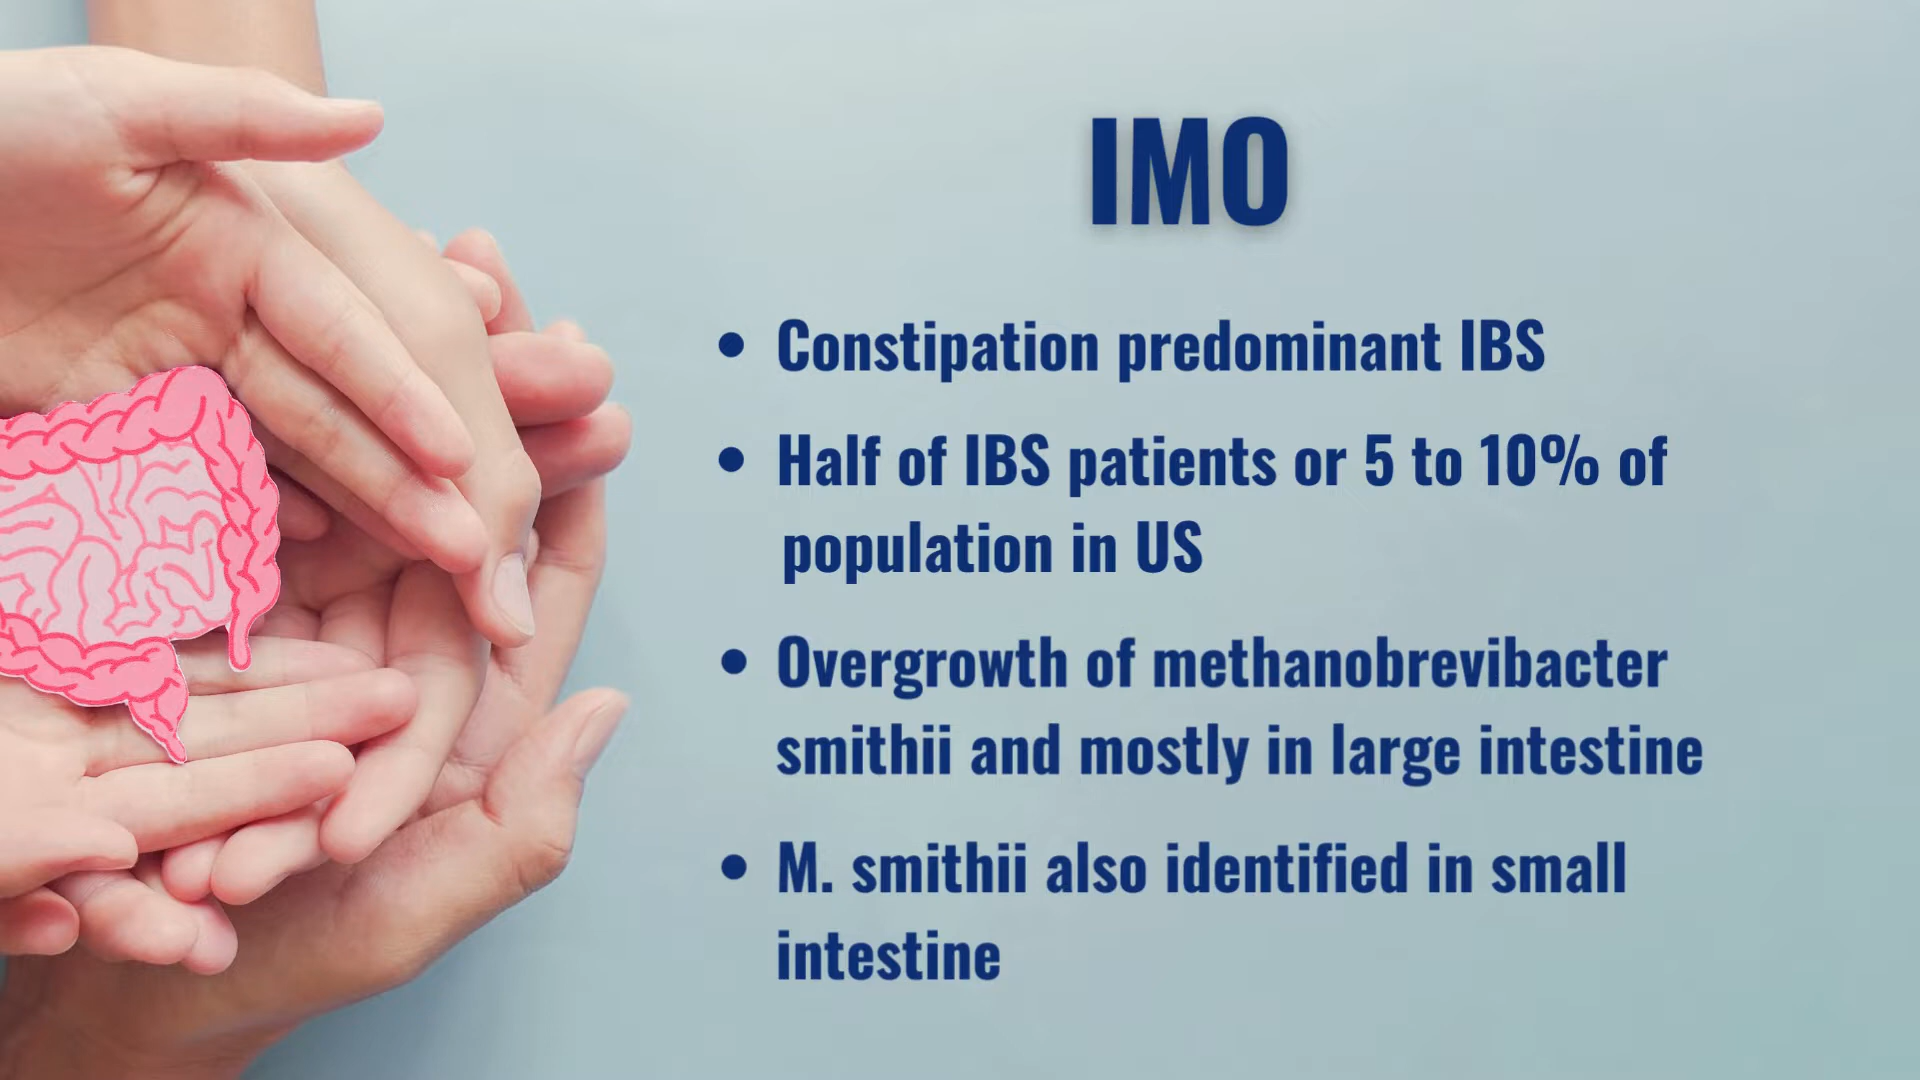 IMO
• Constipation predominant IBS
• Half of IBS patients or 5 to 10% of
population in US
• Overgrowth of methanobrevibacter
smithii and mostly in large intestine
• M. smithii also identified in small
intestine